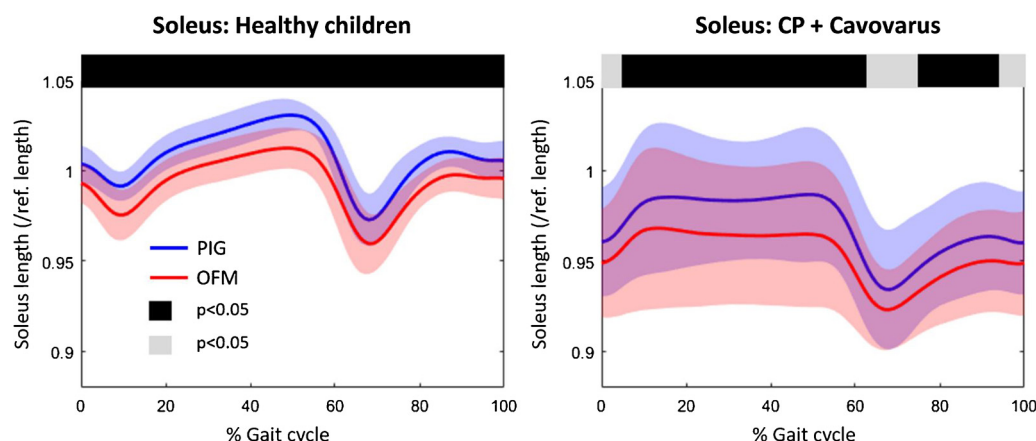 Soleus: Healthy children
Soleus length (/ref. length)
1.05
1
0.95
0.9
PIG
OFM
p<0.05
p<0.05
0 20 40 60 80 100
% Gait cycle
Soleus: CP + Cavovarus
Soleus length (/ref. length)
1.05
1
0.95
0.9
0 20 40 60 80 100
% Gait cycle